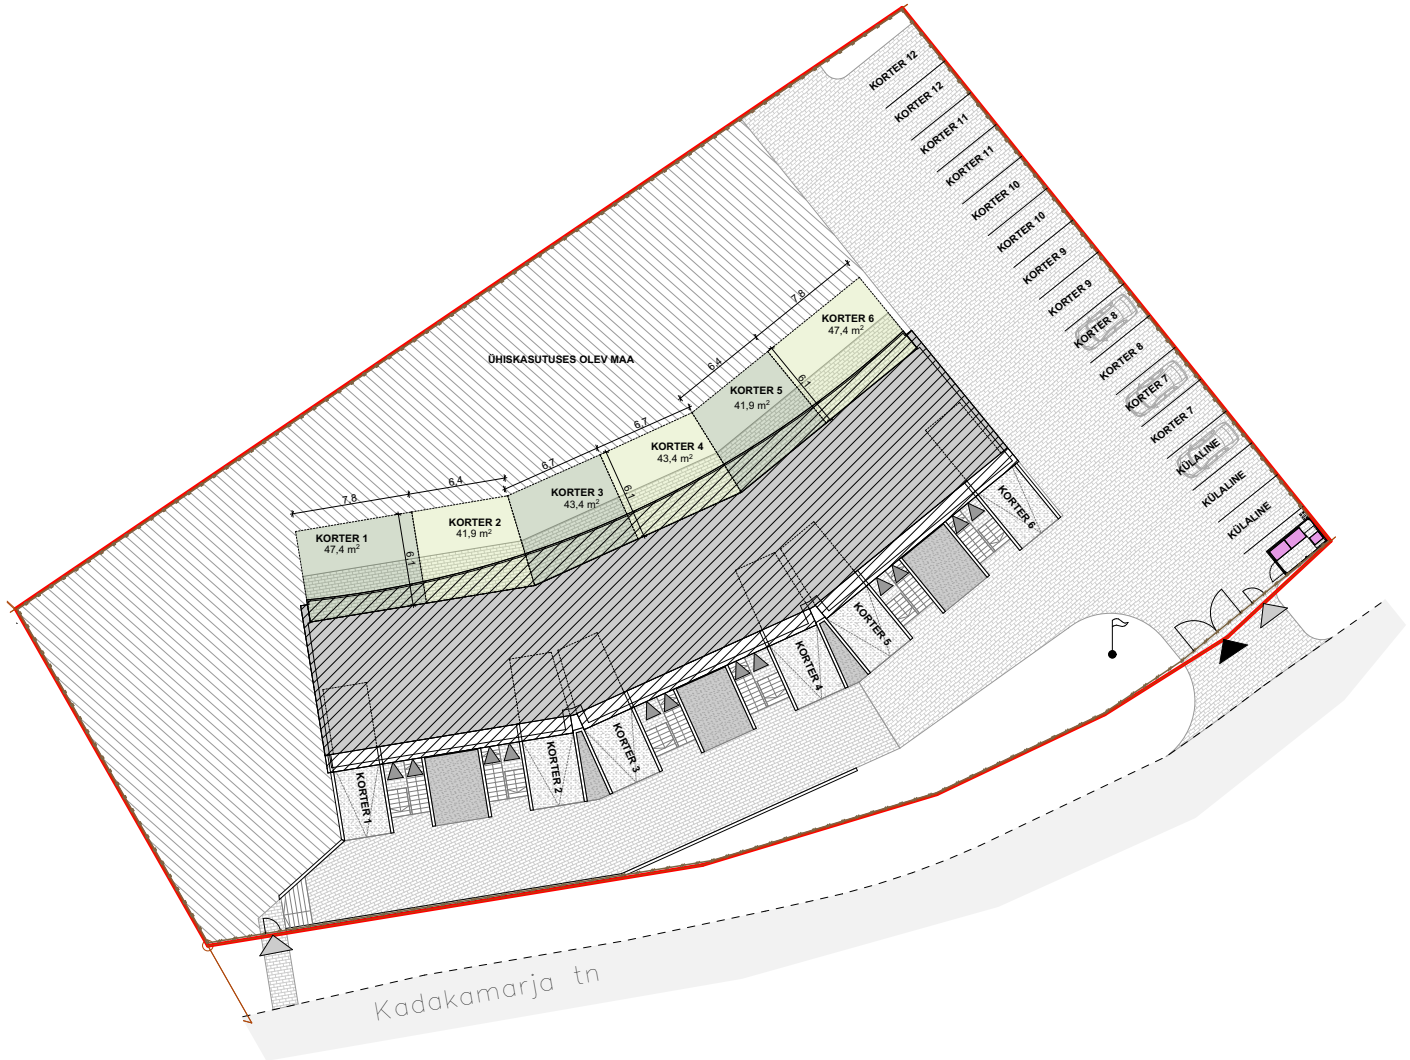 KORTER 12
KORTER 12
KORTER 11
KORTER 11
KORTER 10
KORTER 10
KORTER 9
KORTER 9
KORTER 8
KORTER 8
KORTER 7
KORTER 7
KÜLALINE
KÜLALINE
KÜLALINE
ÜHISKASUTUSES OLEV MAA
7,8
6,4
6,7
6,7
6,4
7,8
KORTER 1
47,4 m²
6,1
KORTER 2
41,9 m²
KORTER 3
43,4 m²
6,1
KORTER 4
43,4 m²
KORTER 5
41,9 m²
6,1
KORTER 6
47,4 m²
KORTER 1
KORTER 2
KORTER 3
KORTER 4
KORTER 5
KORTER 6
Kadakamarja tn